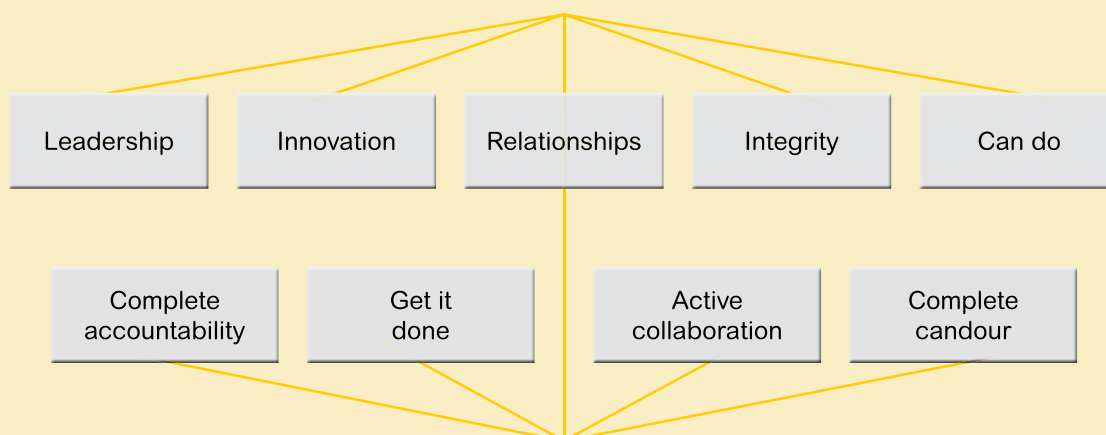 Leadership
Innovation
Relationships
Integrity
Can do
Complete
accountability
Get it
done
Active
collaboration
Complete
candour